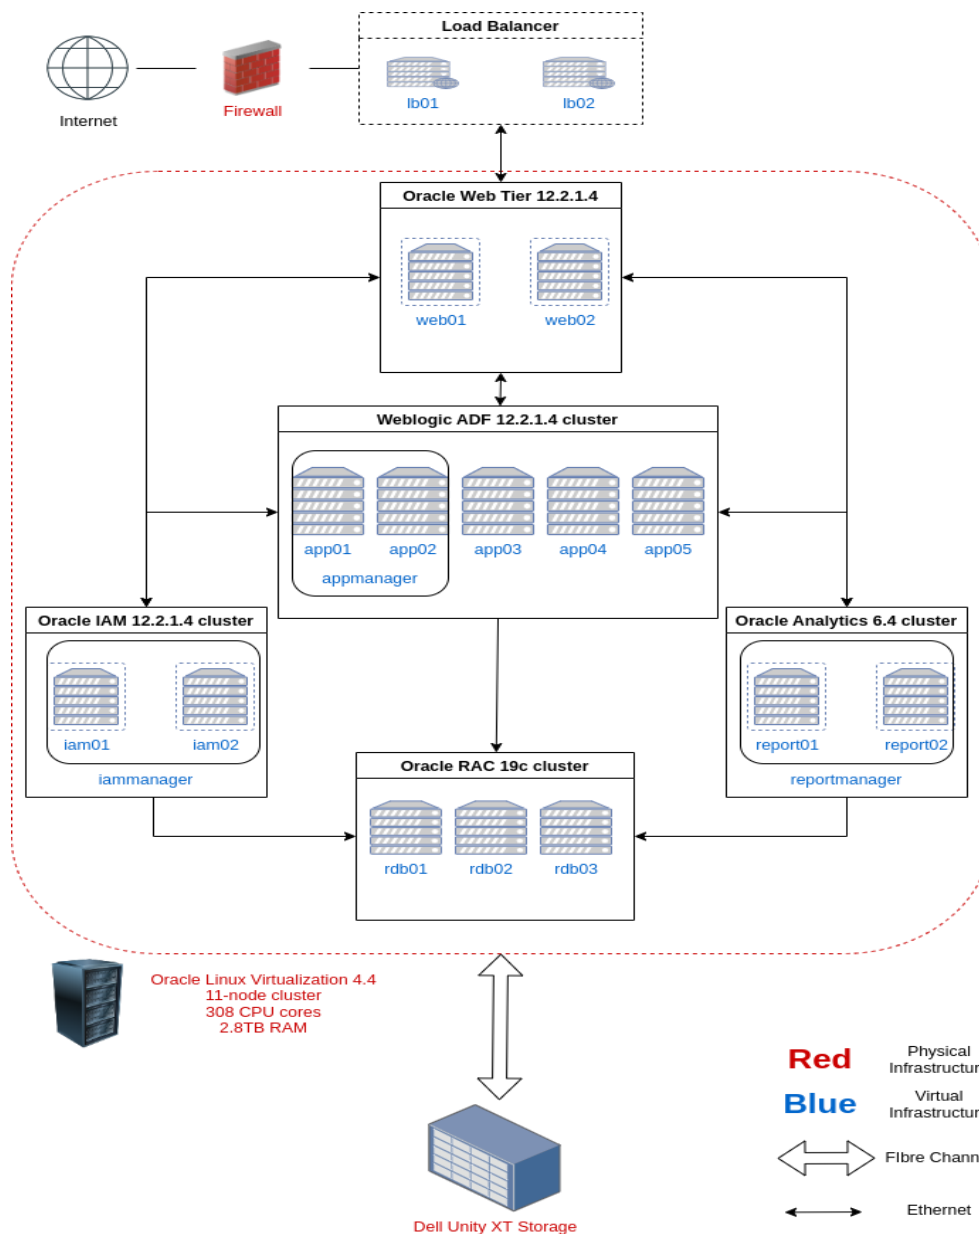 Load Balancer
lb01
lb02
Internet
Firewall
Oracle Web Tier 12.2.1.4
web01
web02
Weblogic ADF 12.2.1.4 cluster
app01
app02
app03
app04
app05
appmanager
Oracle IAM 12.2.1.4 cluster
iam01
iam02
iammanager
Oracle Analytics 6.4 cluster
report01
report02
reportmanager
Oracle RAC 19c cluster
rdb01
rdb02
rdb03
Oracle Linux Virtualization 4.4
11-node cluster
308 CPU cores
2.8TB RAM
Dell Unity XT Storage
Red
Physical
Infrastructur
Blue
Virtual
Infrastructur
FIbre Chann
Ethernet